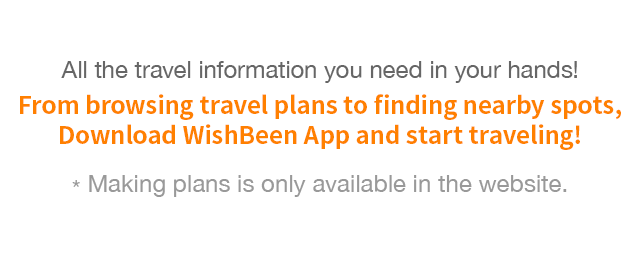 All the travel information you need in your hands!
From browsing travel plans to finding nearby spots,
Download WishBeen App and start traveling!
* Making plans is only available in the website.